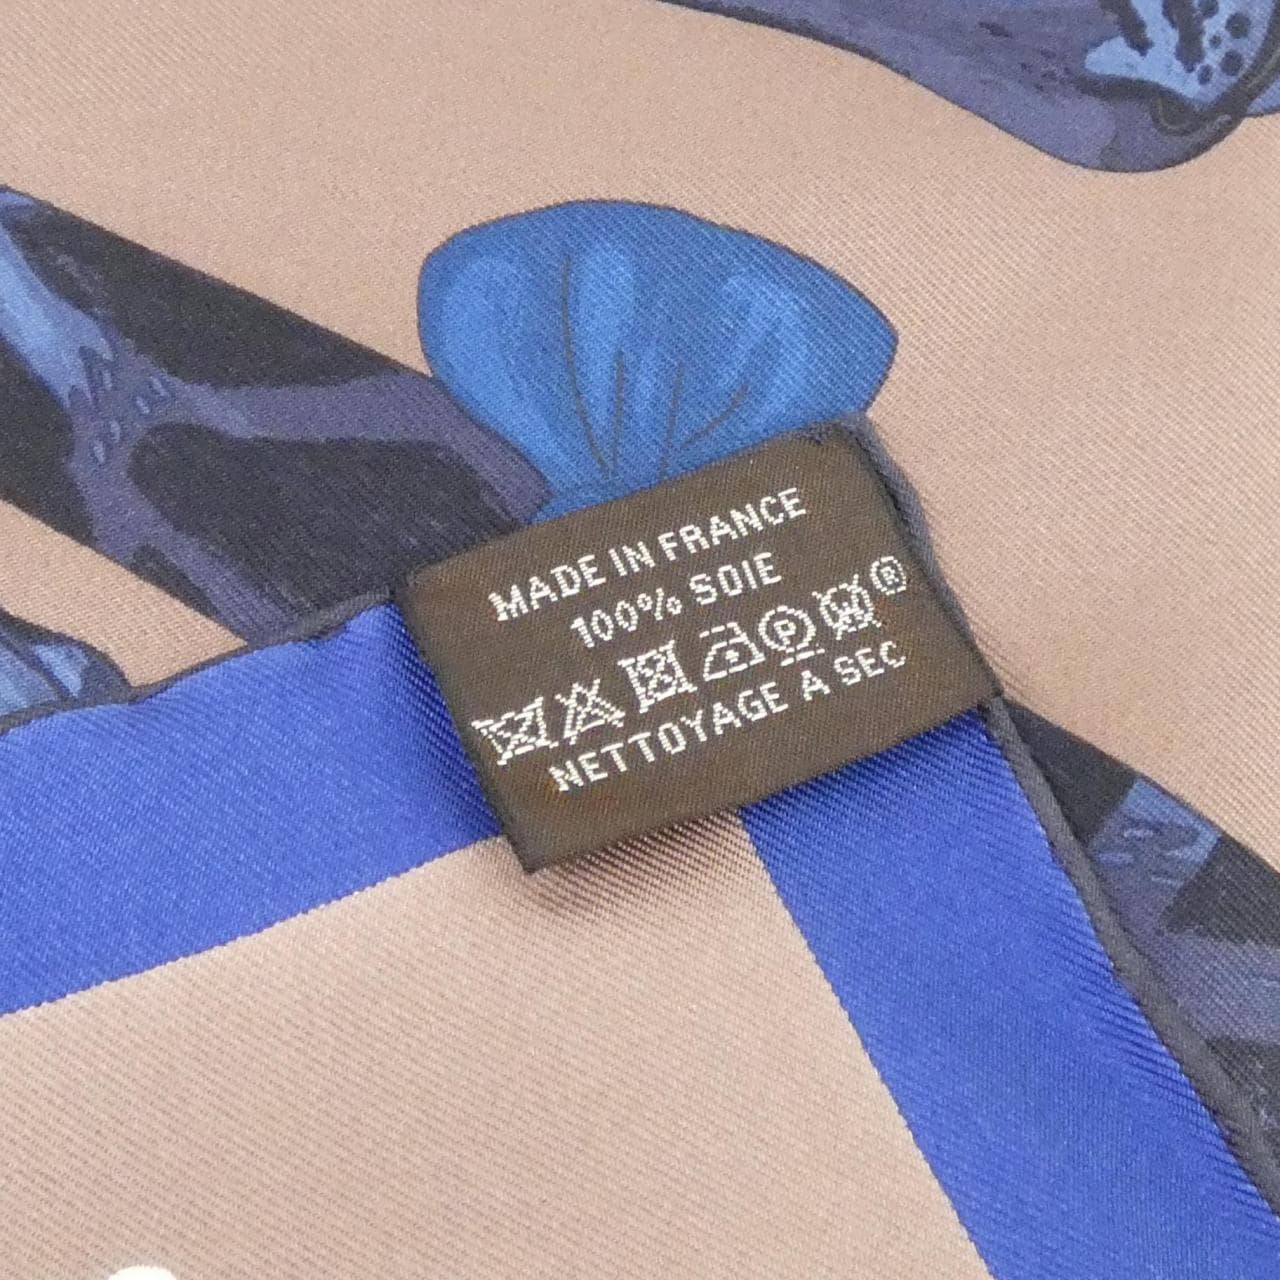 MADE IN FRANCE
100% SOIE
P W ®
NETTOYAGE A SEC